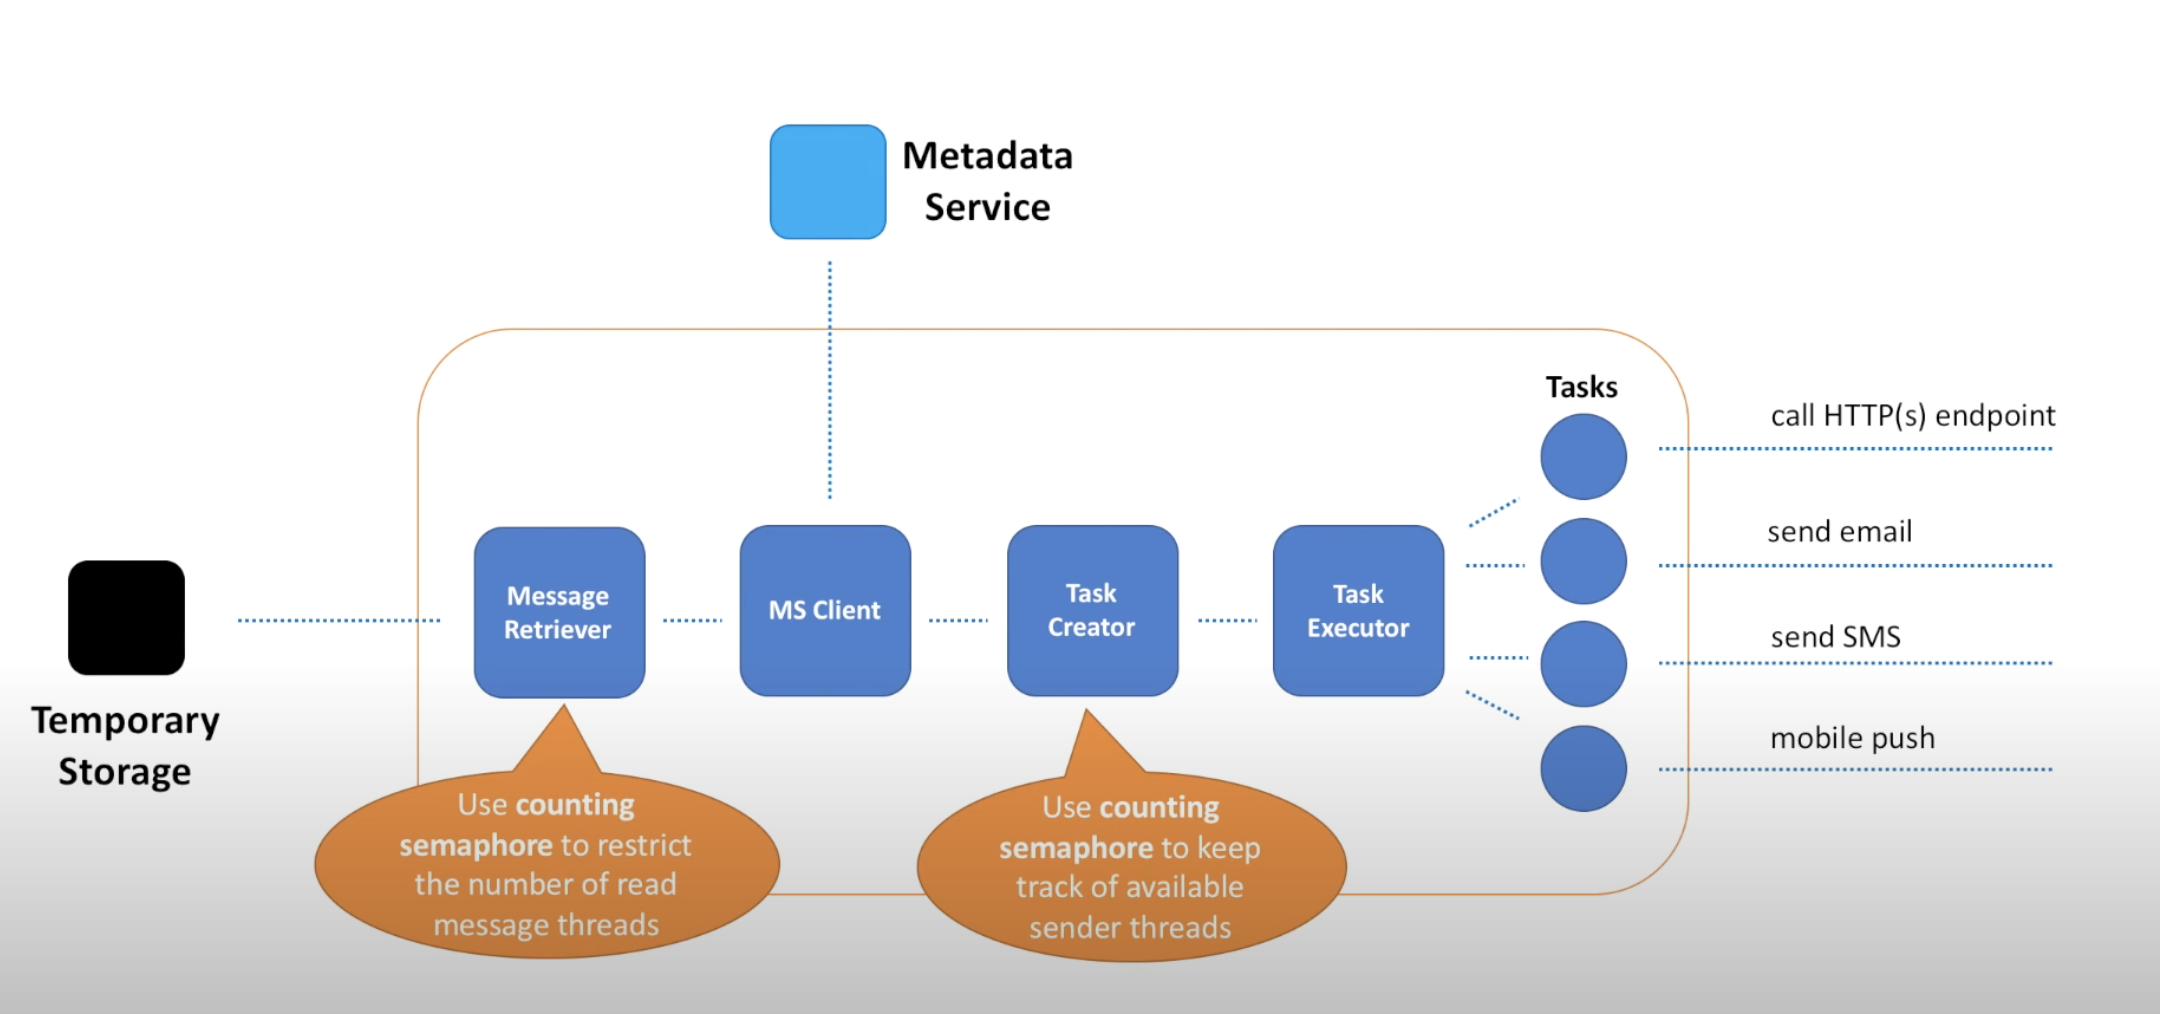 Metadata
Service
Tasks
call HTTP(s) endpoint
send email
send SMS
mobile push
Message
Retriever
MS Client
Task
Creator
Task
Executor
Temporary
Storage
Use counting
semaphore to restrict
the number of read
message threads
Use counting
semaphore to keep
track of available
sender threads